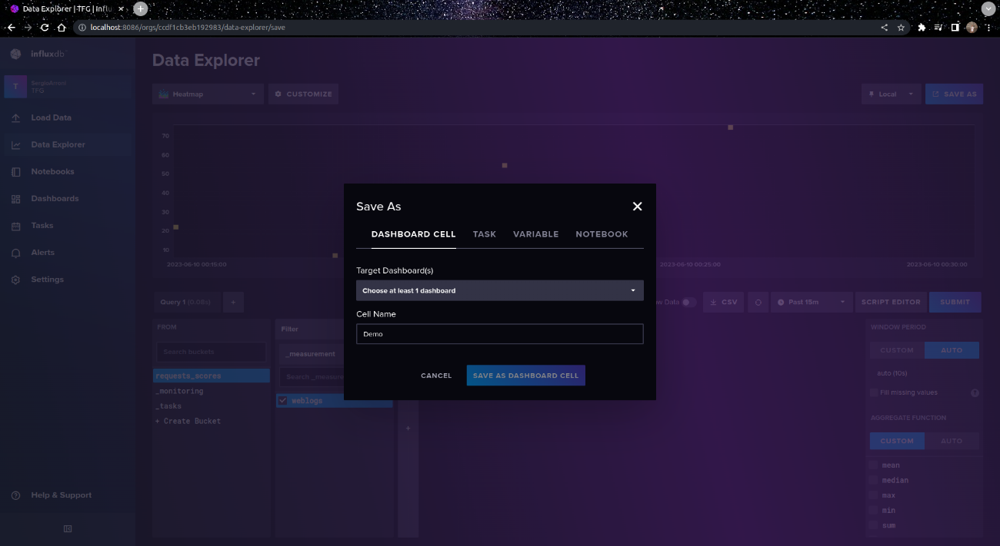 Data Explorer | TFG | Influ
localhost:8086/orgs/ccdf1cb3eb192983/data-explorer/save
influxdb™
T
SergioArroni
TFG
Load Data
Data Explorer
Notebooks
Dashboards
Tasks
Alerts
Settings
Help & Support
Data Explorer
Heatmap
CUSTOMIZE
Local
SAVE AS
70
60
50
40
30
20
10
2023-06-10 00:15:00
2023-06-10 00:25:00
2023-06-10 00:30:00
Save As
DASHBOARD CELL TASK VARIABLE NOTEBOOK
Target Dashboard(s)
Choose at least 1 dashboard
Cell Name
Demo
CANCEL SAVE AS DASHBOARD CELL
Query 1 (0.08s)
+
w Data
CSV
Past 15m
SCRIPT EDITOR
SUBMIT
FROM
Search buckets
requests_scores
_monitoring
_tasks
+ Create Bucket
Filter
_measurement
Search _measure
weblogs
+
WINDOW PERIOD
CUSTOM AUTO
auto (10s)
Fill missing values
?
AGGREGATE FUNCTION
CUSTOM AUTO
mean
median
max
min
sum